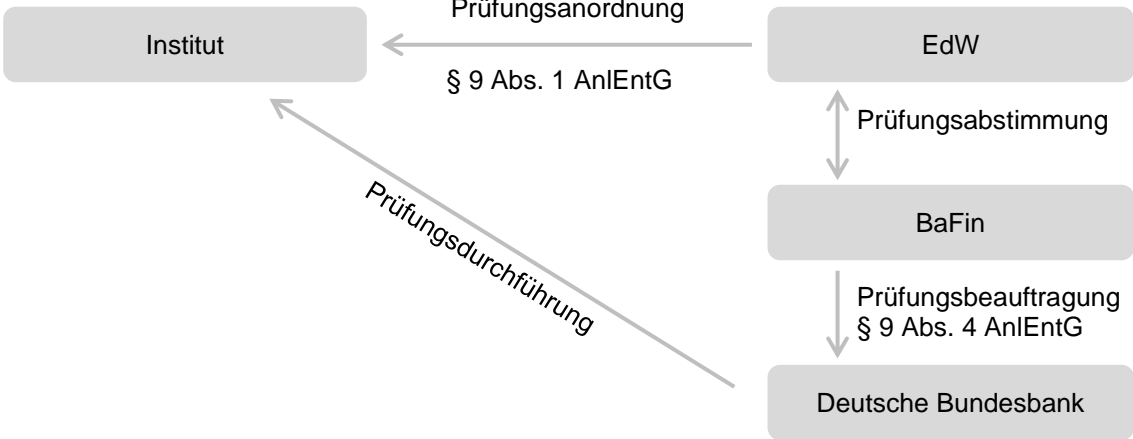 Prüfungsanordnung
Institut
EdW
§ 9 Abs. 1 AnlEntG
Prüfungsabstimmung
Prüfungsdurchführung
BaFin
Prüfungsbeauftragung
§ 9 Abs. 4 AnlEntG
Deutsche Bundesbank